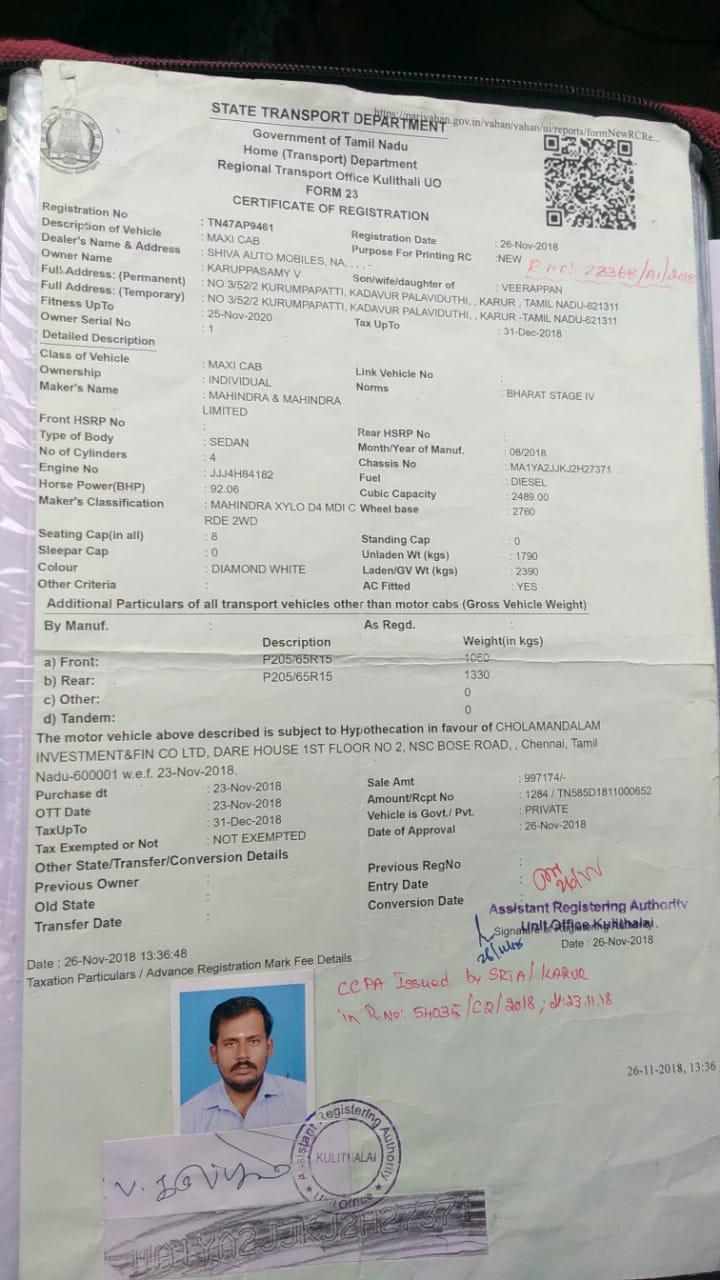 https://parivahan.gov.in/vahan/vahan/ui/reports/formNewRCRe...
STATE TRANSPORT DEPARTMENT
Government of Tamil Nadu
Home (Transport) Department
Regional Transport Office Kulithali UO
FORM 23
CERTIFICATE OF REGISTRATION
Registration No : TN47AP9461 Registration Date : 26-Nov-2018
Description of Vehicle : MAXI CAB Purpose For Printing RC :NEW
R.no: 28368/A1/2018
Dealer's Name & Address : SHIVA AUTO MOBILES, NA, , , , -
Owner Name : KARUPPASAMY V Son/wife/daughter of : VEERAPPAN
Full Address: (Permanent) : NO 3/52/2 KURUMPAPATTI, KADAVUR PALAVIDUTHI, , KARUR , TAMIL NADU-621311
Full Address: (Temporary) : NO 3/52/2 KURUMPAPATTI, KADAVUR PALAVIDUTHI, , KARUR -TAMIL NADU-621311
Fitness UpTo : 25-Nov-2020 Tax UpTo : 31-Dec-2018
Owner Serial No : 1
Detailed Description
Class of Vehicle : MAXI CAB Link Vehicle No :
Ownership : INDIVIDUAL Norms : BHARAT STAGE IV
Maker's Name : MAHINDRA & MAHINDRA
LIMITED
Front HSRP No : Rear HSRP No :
Type of Body : SEDAN Month/Year of Manuf. : 08/2018
No of Cylinders : 4 Chassis No : MA1YA2JJKJ2H27371
Engine No : JJJ4H84182 Fuel : DIESEL
Horse Power(BHP) : 92.06 Cubic Capacity : 2489.00
Maker's Classification : MAHINDRA XYLO D4 MDI C Wheel base : 2760
RDE 2WD
Seating Cap(in all) : 8 Standing Cap : 0
Sleepar Cap : 0 Unladen Wt (kgs) : 1790
Colour : DIAMOND WHITE Laden/GV Wt (kgs) : 2390
Other Criteria : AC Fitted : YES
Additional Particulars of all transport vehicles other than motor cabs (Gross Vehicle Weight)
By Manuf. : As Regd. :
Description Weight(in kgs)
a) Front: P205/65R15 1060
b) Rear: P205/65R15 1330
c) Other: 0
d) Tandem: 0
The motor vehicle above described is subject to Hypothecation in favour of CHOLAMANDALAM
INVESTMENT&FIN CO LTD, DARE HOUSE 1ST FLOOR NO 2, NSC BOSE ROAD, , Chennai, Tamil
Nadu-600001 w.e.f. 23-Nov-2018.
Purchase dt : 23-Nov-2018 Sale Amt : 997174/-
OTT Date : 23-Nov-2018 Amount/Rcpt No : 1284 / TN585D1811000652
TaxUpTo : 31-Dec-2018 Vehicle is Govt./ Pvt. : PRIVATE
Tax Exempted or Not : NOT EXEMPTED Date of Approval : 26-Nov-2018
Other State/Transfer/Conversion Details
Previous Owner : Previous RegNo :
Old State : Entry Date :
Transfer Date : Conversion Date :
Assistant Registering Authority
Unit Office Kulithalai.
Date : 26-Nov-2018
Date : 26-Nov-2018 13:36:48
Taxation Particulars / Advance Registration Mark Fee Details
CCPA Issued by SRTA/KARUR
in R.No: 54035/C2/2018, dt:23.11.18
26-11-2018, 13:36
Assistant Registering Authority
KULITHALAI
Unit Office
MA1YA2JJKJ2H27371